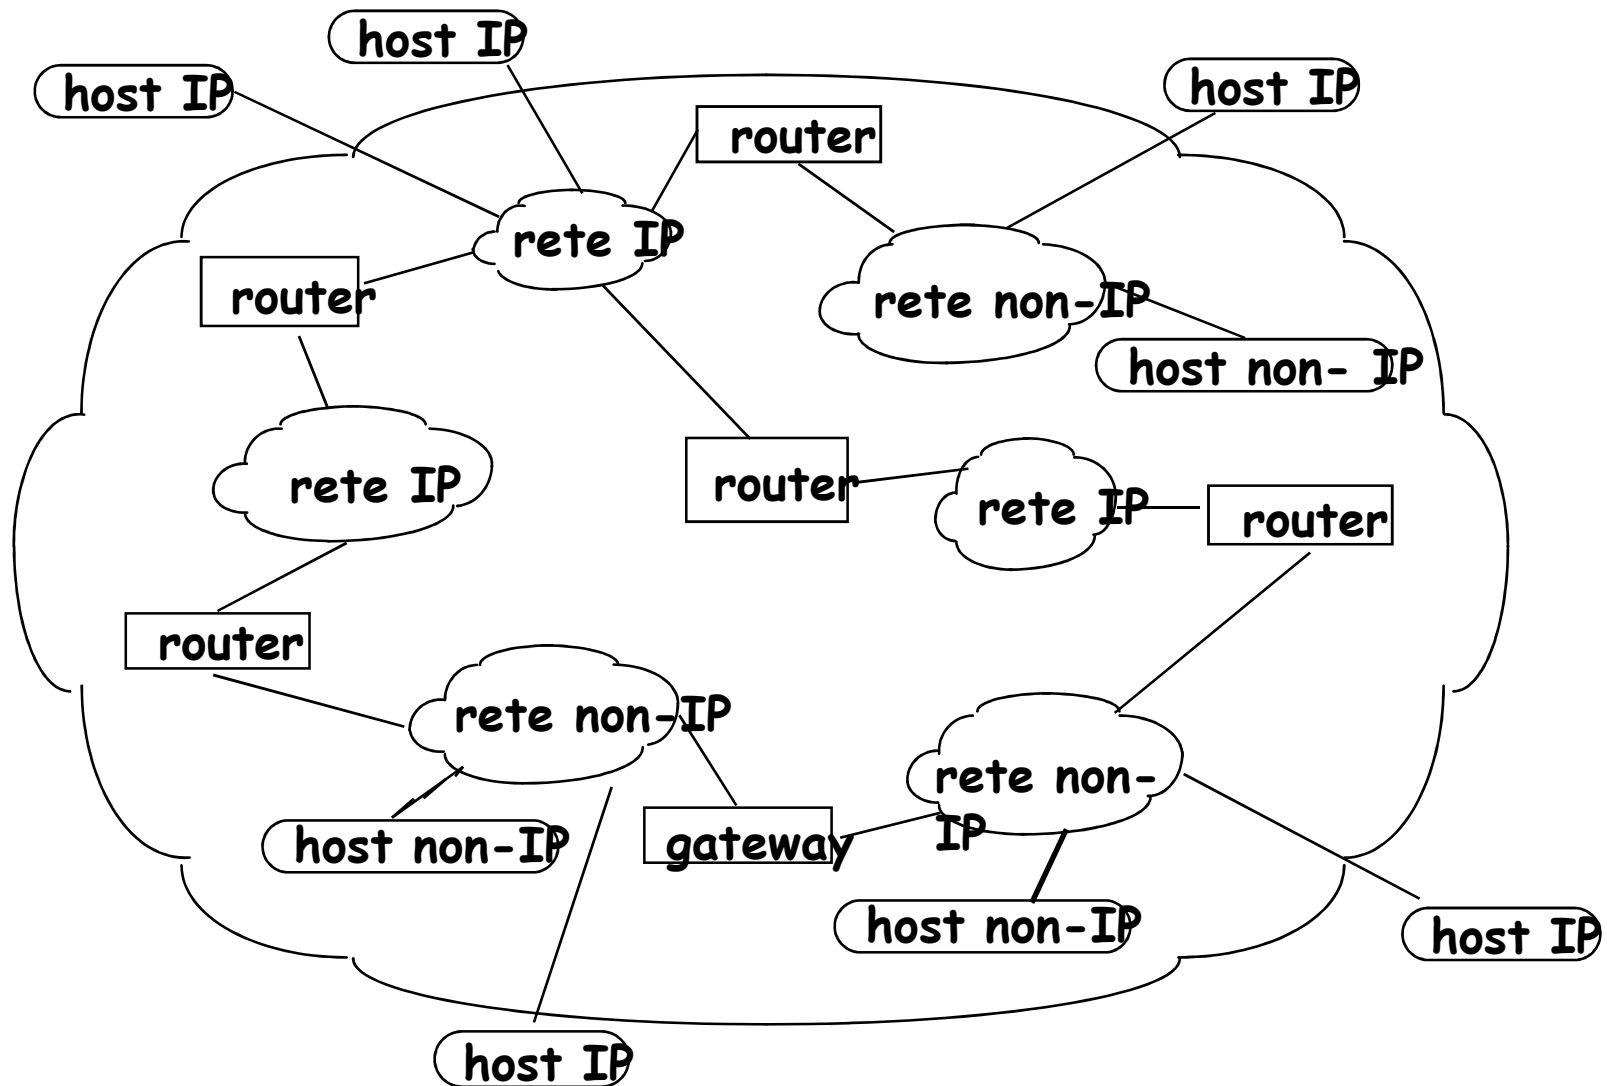 host IP
host IP
host IP
router
rete IP
router
rete non-IP
host non- IP
rete IP
router
rete IP
router
router
rete non-IP
rete non-
IP
host non-IP
gateway
host non-IP
host IP
host IP